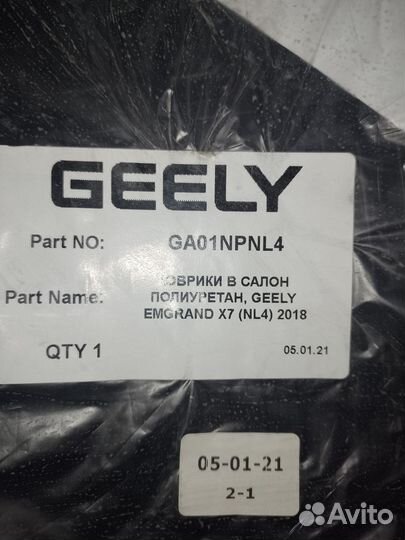 GEELY
Part NO: GA01NPNL4
Part Name: КОВРИКИ В САЛОН
ПОЛИУРЕТАН, GEELY
EMGRAND X7 (NL4) 2018
QTY 1 05.01.21
05-01-21
2-1
Avito